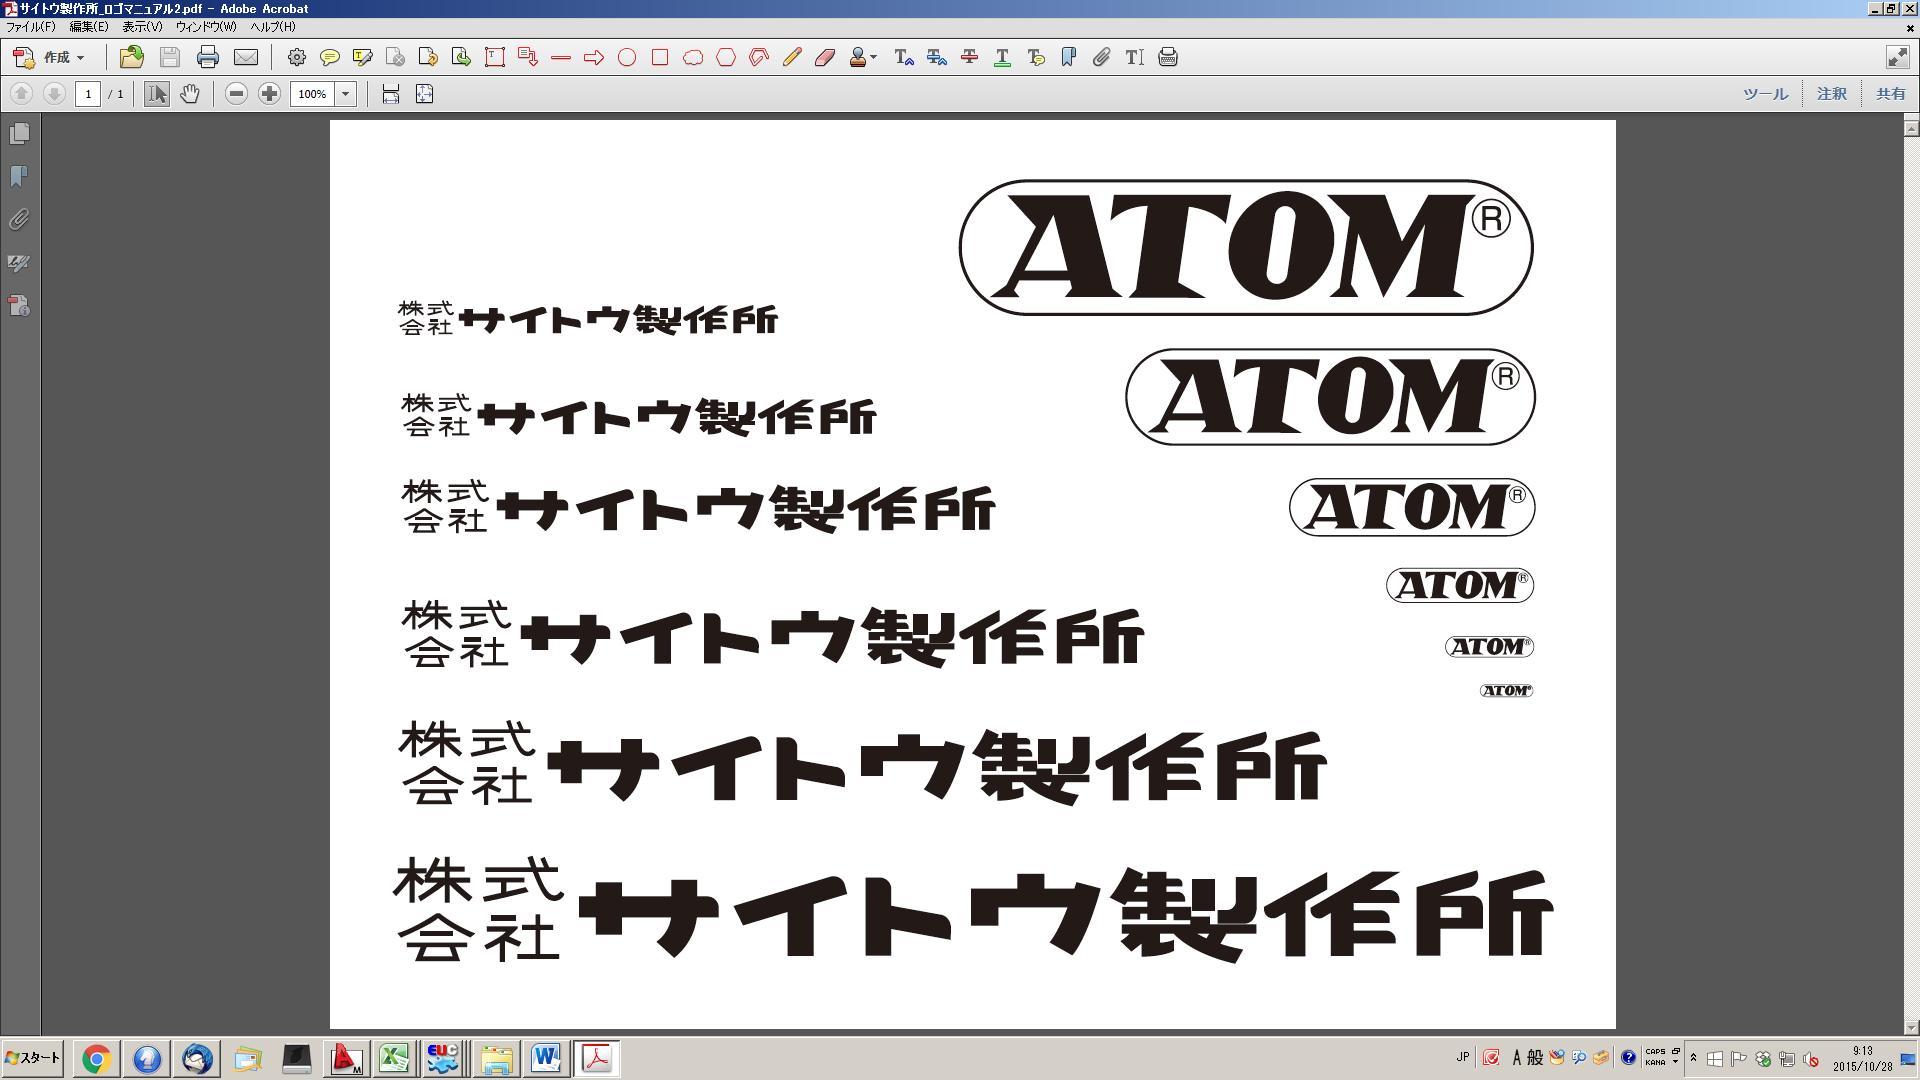 サイトウ製作所_ロゴマニュアル2.pdf - Adobe Acrobat
ファイル(F) 編集(E) 表示(V) ウィンドウ(W) ヘルプ(H)
作成
1 / 1 100% ツール 注釈 共有
ATOM®
株式会社サイトウ製作所
ATOM®
株式会社サイトウ製作所
ATOM®
株式会社サイトウ製作所
ATOM®
株式会社サイトウ製作所
ATOM®
ATOM®
株式会社サイトウ製作所
株式会社サイトウ製作所
スタート
EUC
JP A 般 CAPS KANA
9:13
2015/10/28